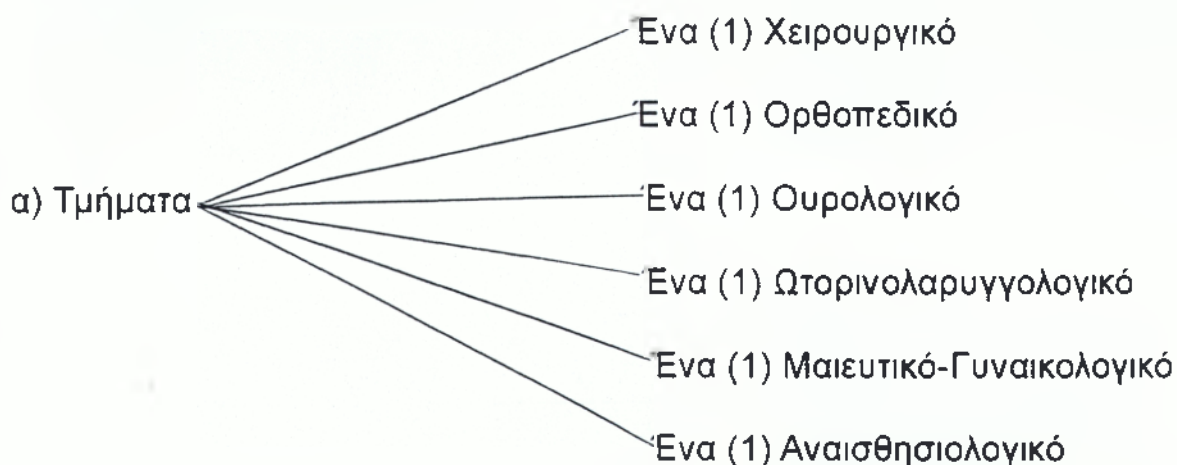 Ένα (1) Χειρουργικό
Ένα (1) Ορθοπεδικό
α) Τμήματα
Ένα (1) Ουρολογικό
Ένα (1) Ωτορινολαρυγγολογικό
Ένα (1) Μαιευτικό-Γυναικολογικό
Ένα (1) Αναισθησιολογικό